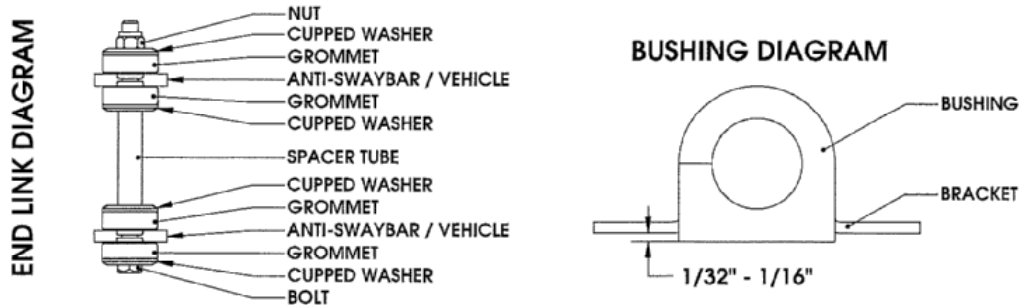 END LINK DIAGRAM
NUT
CUPPED WASHER
GROMMET
ANTI-SWAYBAR / VEHICLE
GROMMET
CUPPED WASHER
SPACER TUBE
CUPPED WASHER
GROMMET
ANTI-SWAYBAR / VEHICLE
GROMMET
CUPPED WASHER
BOLT
BUSHING DIAGRAM
BUSHING
BRACKET
1/32" - 1/16"